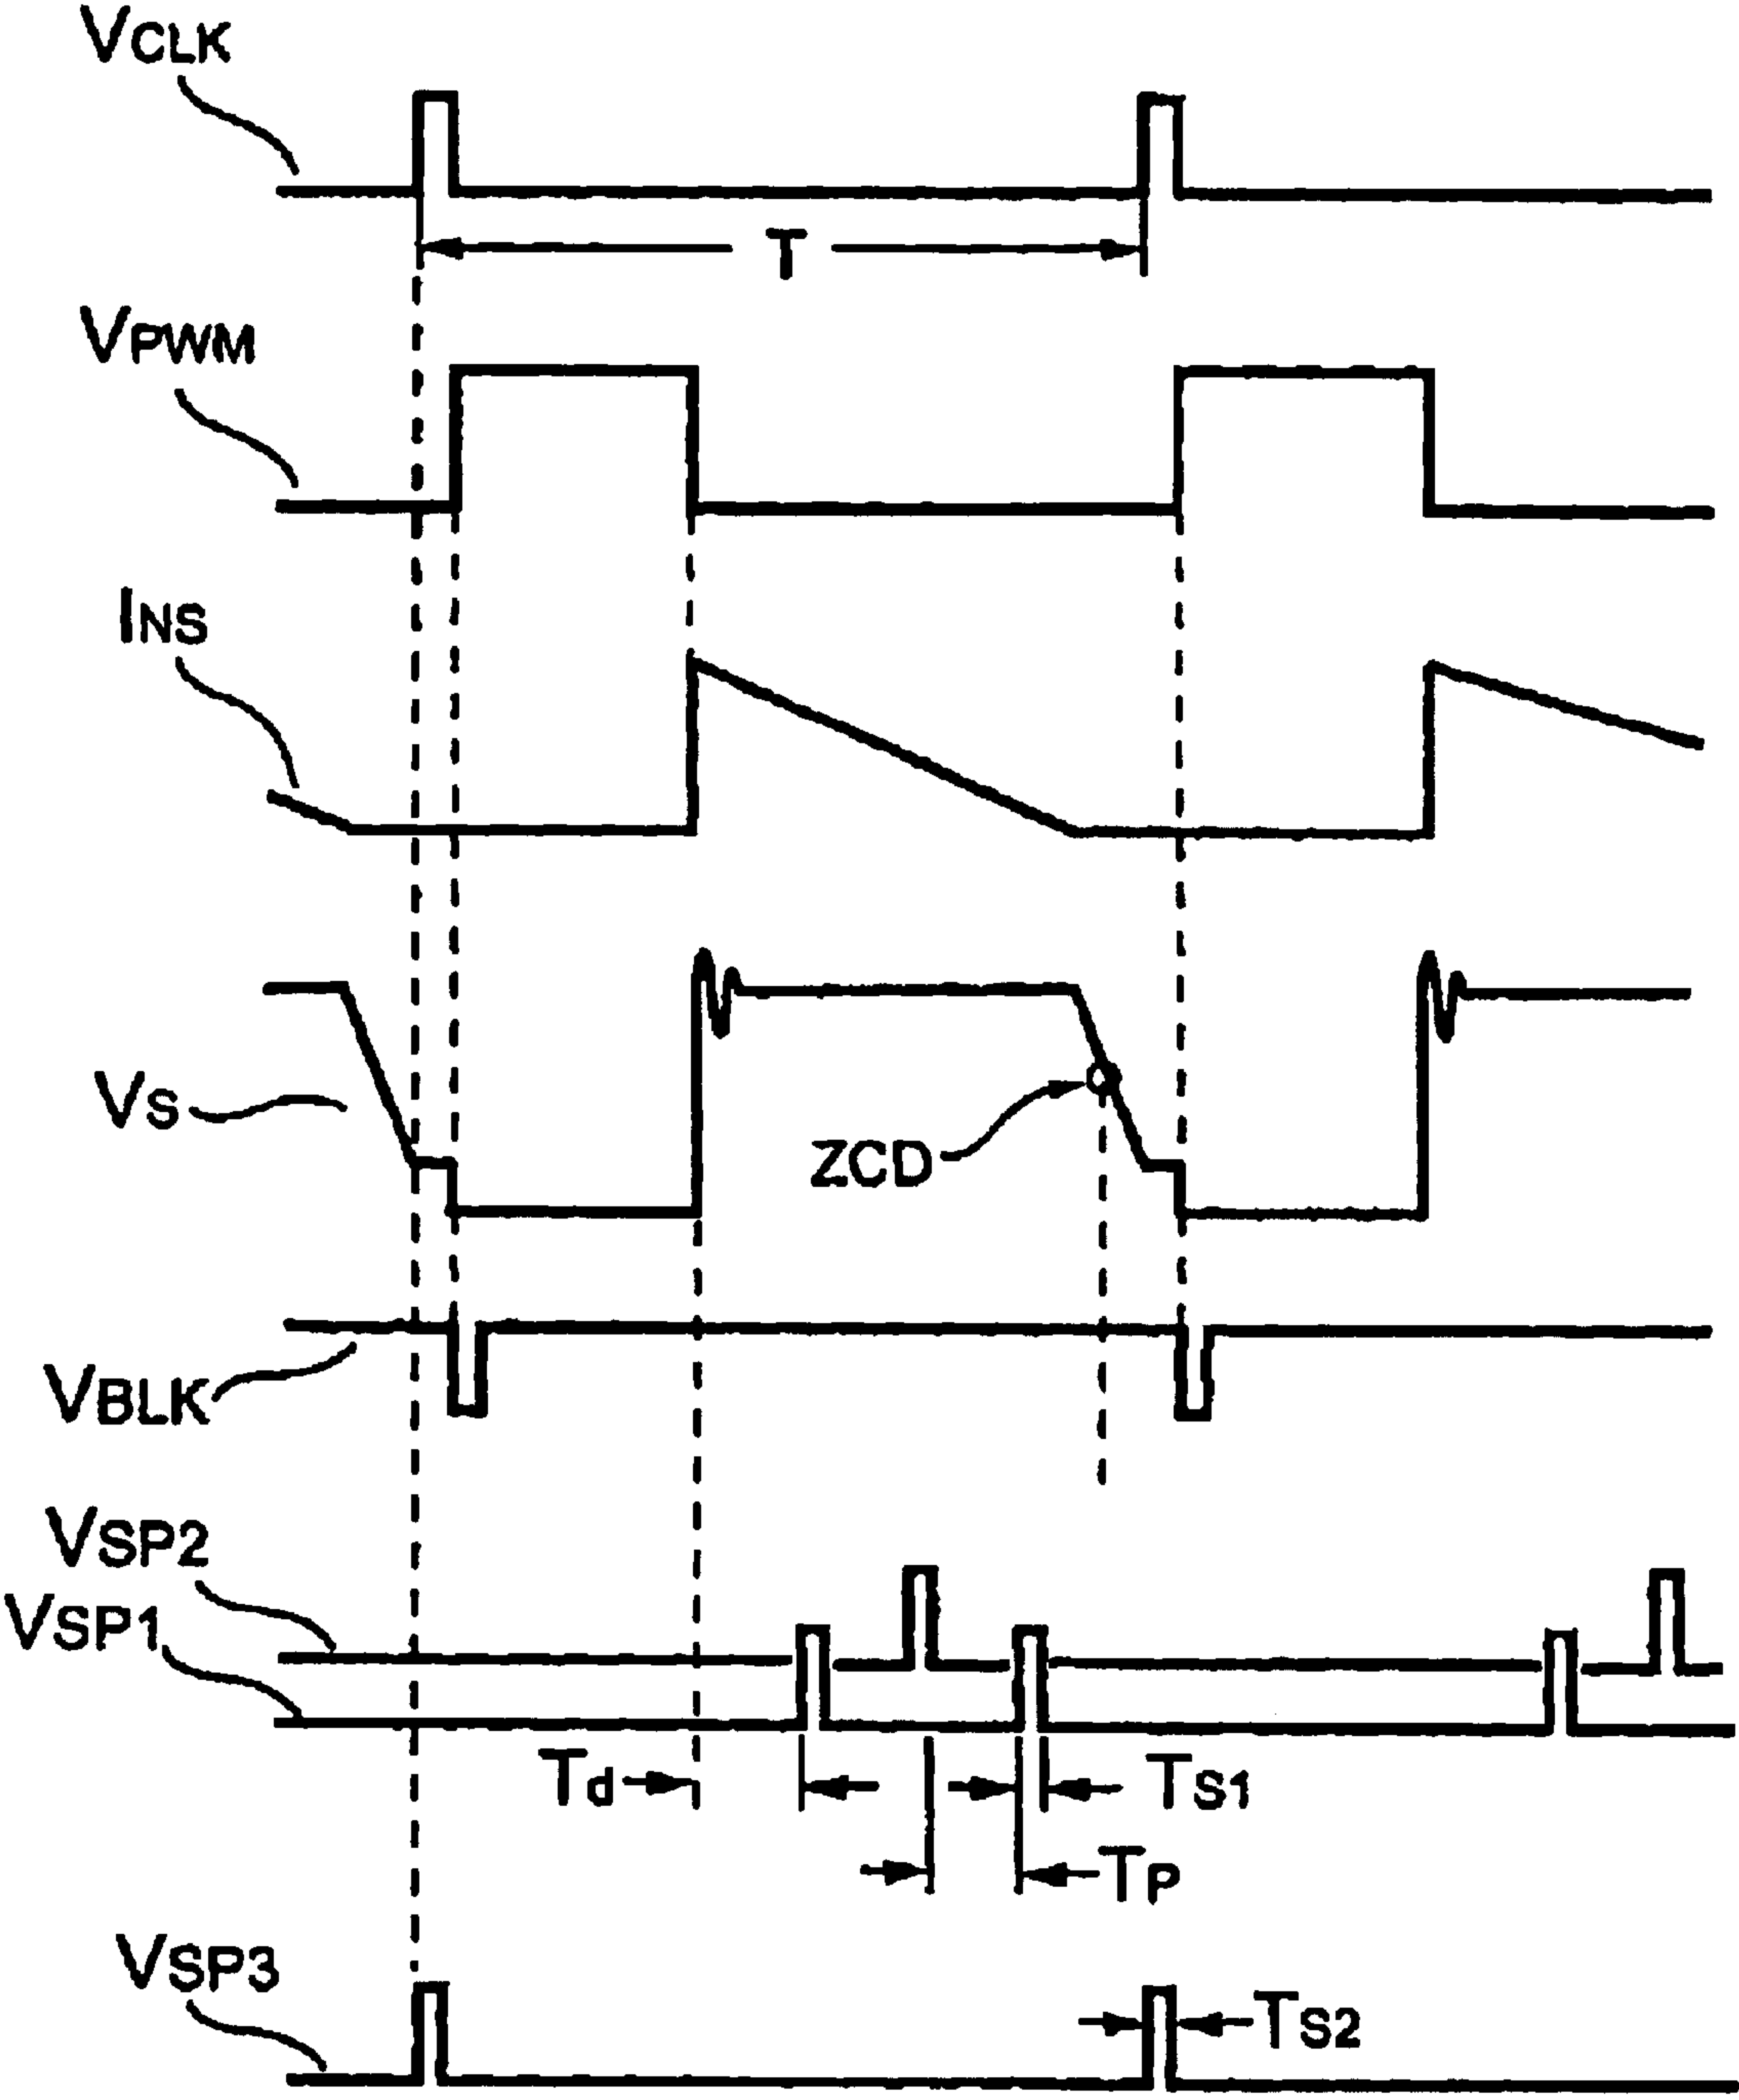 VCLK
T
VPWM
INS
VS
ZCD
VBLK
VSP2
VSP1
Td
TS1
TP
VSP3
TS2